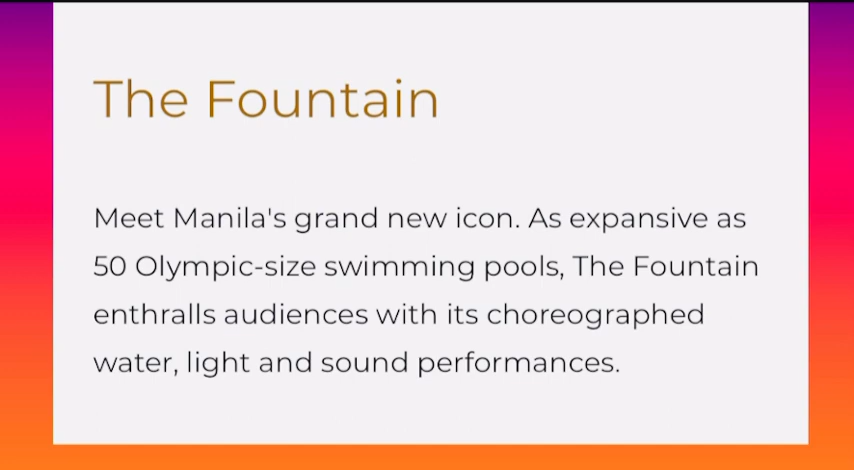 The Fountain
Meet Manila's grand new icon. As expansive as
50 Olympic-size swimming pools, The Fountain
enthralls audiences with its choreographed
water, light and sound performances.